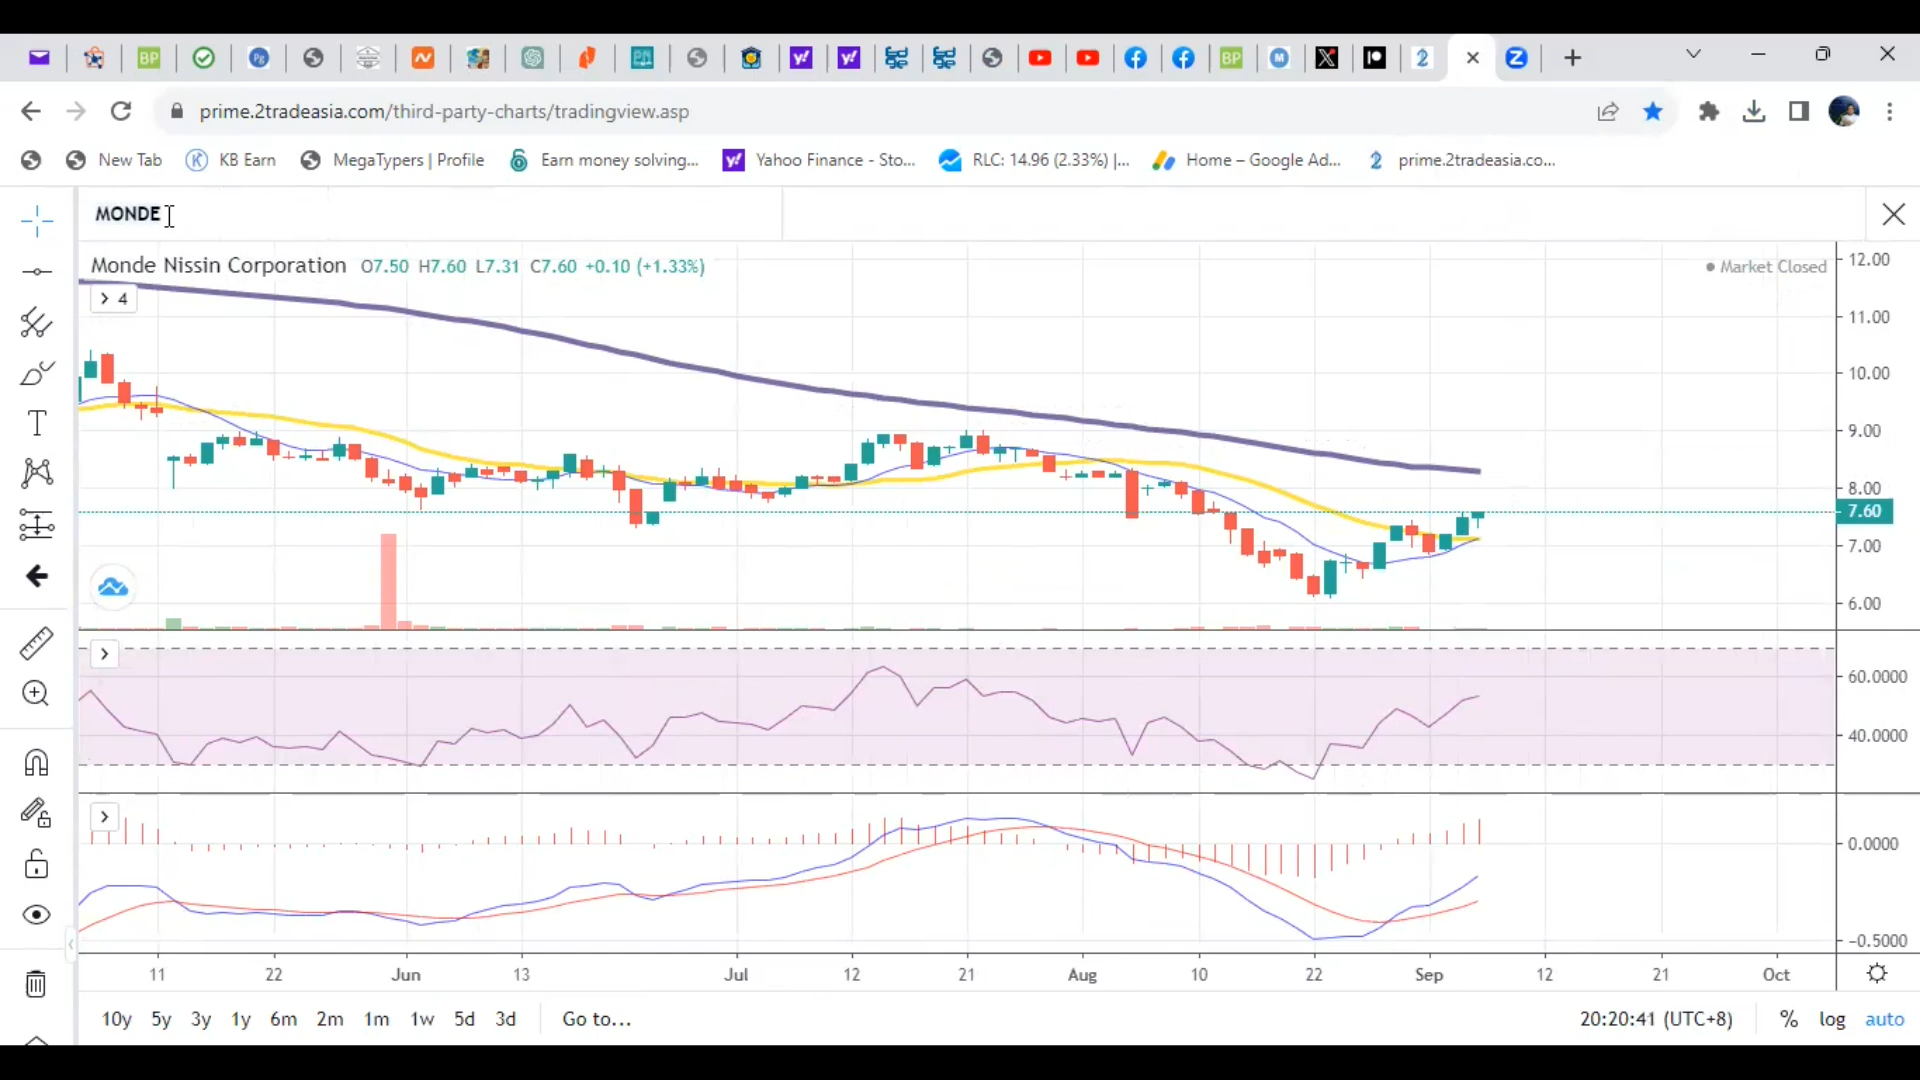 BP Pg PN BP M 2
prime.2tradeasia.com/third-party-charts/tradingview.asp
New Tab KB Earn MegaTypers | Profile Earn money solving... Yahoo Finance - Sto... RLC: 14.96 (2.33%) |... Home – Google Ad... prime.2tradeasia.co...
MONDE
Monde Nissin Corporation O7.50 H7.60 L7.31 C7.60 +0.10 (+1.33%)
Market Closed
4
12.00
11.00
10.00
9.00
8.00
7.60
7.00
6.00
60.0000
40.0000
0.0000
−0.5000
11 22 Jun 13 Jul 12 21 Aug 10 22 Sep 12 21 Oct
10y 5y 3y 1y 6m 2m 1m 1w 5d 3d Go to... 20:20:41 (UTC+8) % log auto